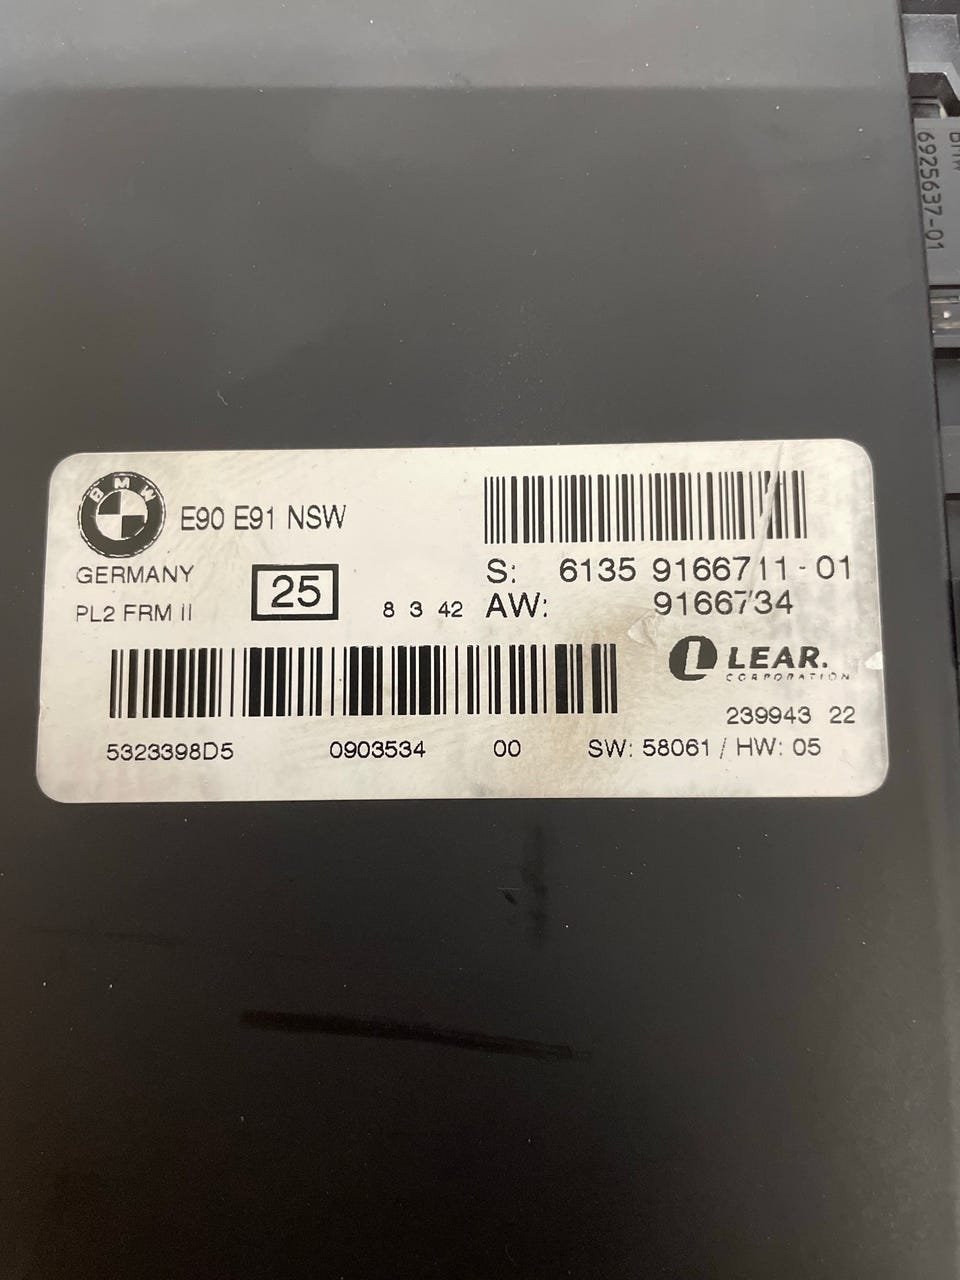 BMW
6925637-01
BMW
E90 E91 NSW
GERMANY
PL2 FRM II
25
8 3 42
S: 6135 9166711-01
AW: 9166734
L LEAR.
CORPORATION
239943 22
5323398D5 0903534 00 SW: 58061 / HW: 05